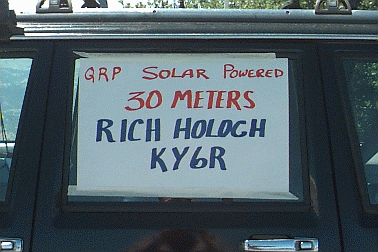 QRP SOLAR POWERED
30 METERS
RICH HOLOCH
KY6R